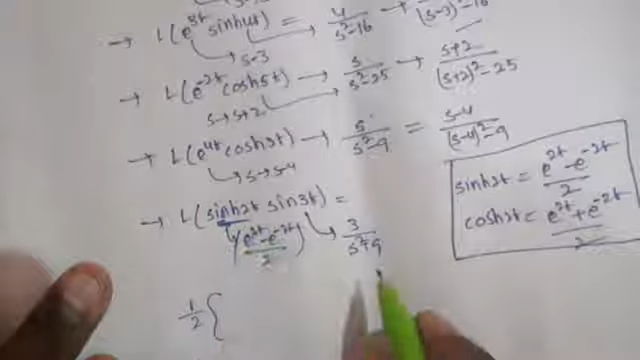 → L(e^3t sinh4t) = 4/(s²-16) → /(s-3)²-16
↳ s-3
→ L(e^-2t cosh5t) → s/(s²-25) → (s+2)/((s+2)²-25)
s→s+2
→ L(e^4t cosh3t) → s/(s²-9) = (s-4)/((s-4)²-9)
↳ s→s-4
→ L(sinh2t sin3t) =
((e^2t - e^-2t)/2) → 3/(s²+9)
sinh2t = (e^2t - e^-2t)/2
cosh2t = (e^2t + e^-2t)/2
1/2 {